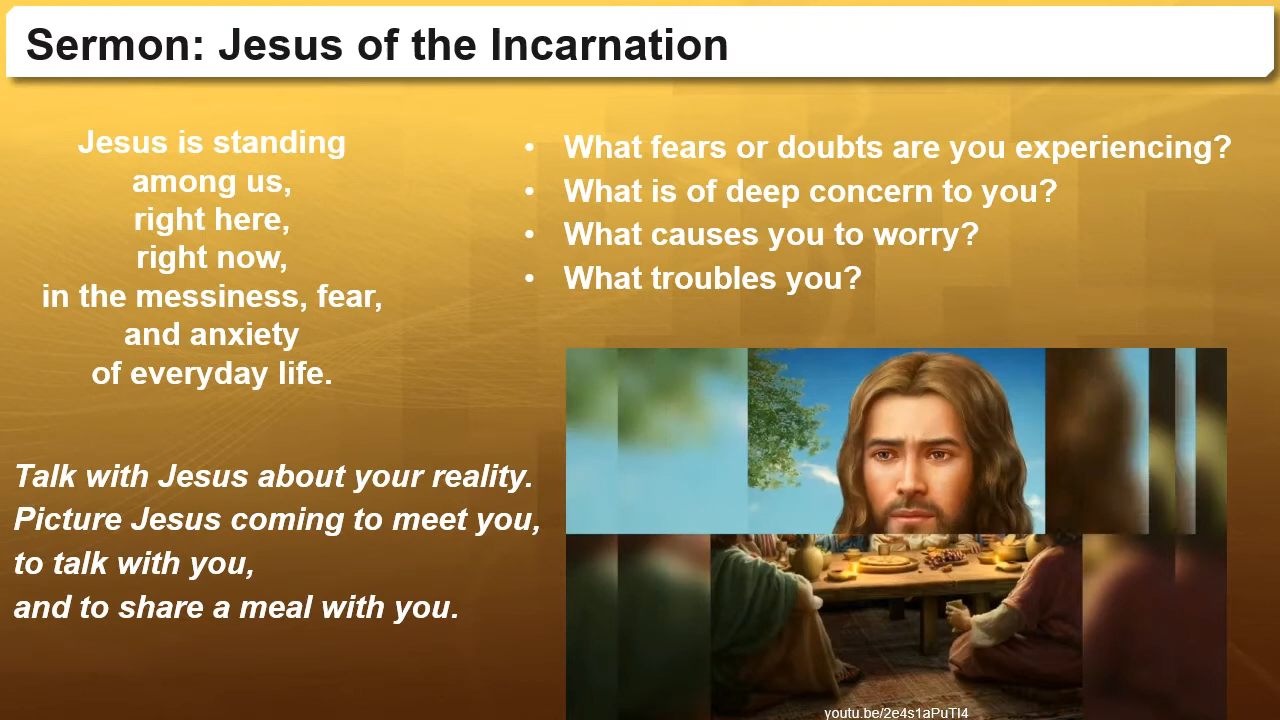 Sermon: Jesus of the Incarnation
Jesus is standing
among us,
right here,
right now,
in the messiness, fear,
and anxiety
of everyday life.
Talk with Jesus about your reality.
Picture Jesus coming to meet you,
to talk with you,
and to share a meal with you.
• What fears or doubts are you experiencing?
• What is of deep concern to you?
• What causes you to worry?
• What troubles you?
youtu.be/2e4s1aPuTI4